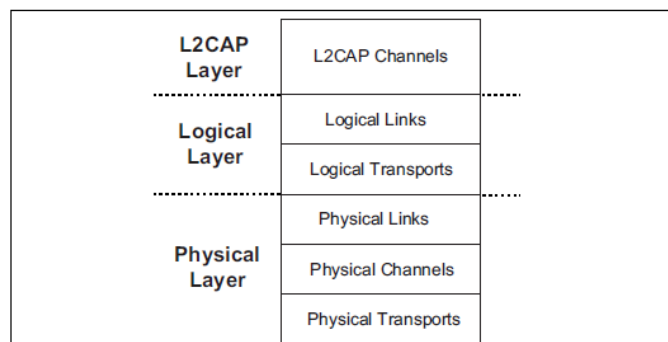 L2CAP
Layer
L2CAP Channels
Logical
Layer
Logical Links
Logical Transports
Physical
Layer
Physical Links
Physical Channels
Physical Transports